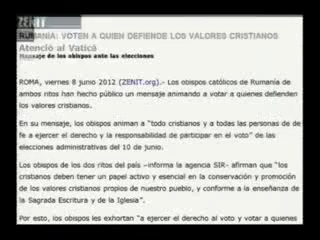 ZENIT
RUMANÍA: VOTEN A QUIEN DEFIENDE LOS VALORES CRISTIANOS
Atenció al Vaticà
Mensaje de los obispos ante las elecciones
ROMA, viernes 8 junio 2012 (ZENIT.org).- Los obispos católicos de Rumanía de
ambos ritos han hecho público un mensaje animando a votar a quienes defienden
los valores cristianos.
En su mensaje, los obispos animan a “todo cristiano y a todas las personas de de
fe a ejercer el derecho y la responsabilidad de participar en el voto” de las
elecciones administrativas del 10 de junio.
Los obispos de los dos ritos del país –informa la agencia SIR– afirman que “los
cristianos deben tener un papel activo y esencial en la conservación y promoción
de los valores cristianos propios de nuestro pueblo, y conforme a la enseñanza de
la Sagrada Escritura y de la Iglesia”.
Por esto, los obispos les exhortan “a ejercer el derecho al voto y votar a quienes